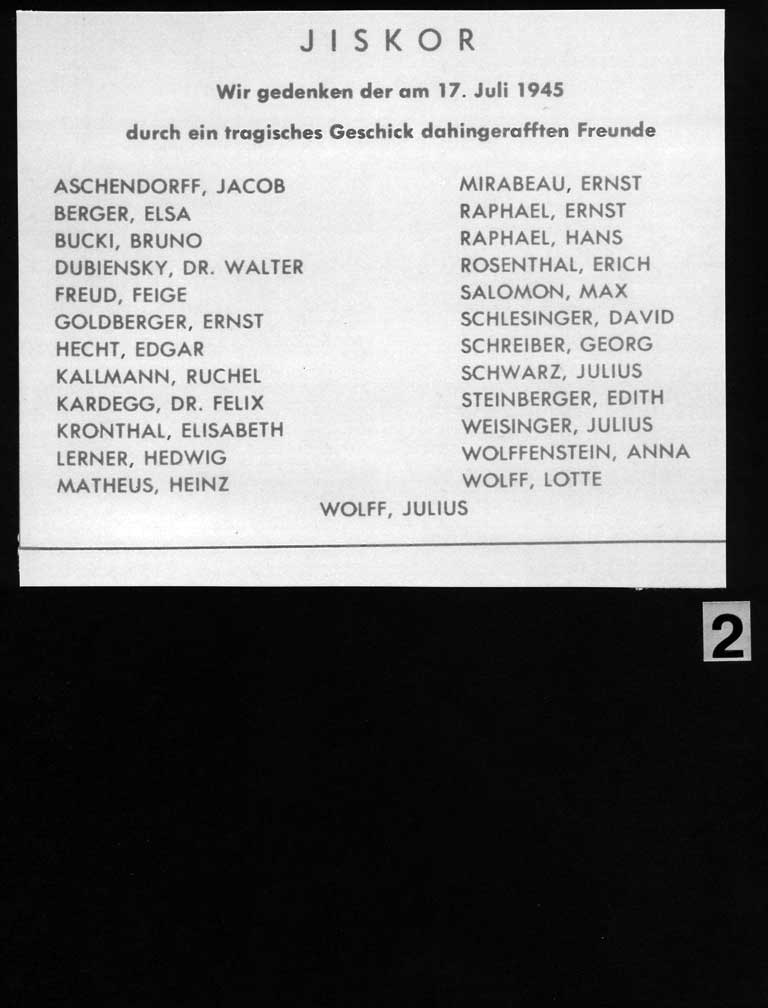 JISKOR
Wir gedenken der am 17. Juli 1945
durch ein tragisches Geschick dahingerafften Freunde
ASCHENDORFF, JACOB
BERGER, ELSA
BUCKI, BRUNO
DUBIENSKY, DR. WALTER
FREUD, FEIGE
GOLDBERGER, ERNST
HECHT, EDGAR
KALLMANN, RUCHEL
KARDEGG, DR. FELIX
KRONTHAL, ELISABETH
LERNER, HEDWIG
MATHEUS, HEINZ
MIRABEAU, ERNST
RAPHAEL, ERNST
RAPHAEL, HANS
ROSENTHAL, ERICH
SALOMON, MAX
SCHLESINGER, DAVID
SCHREIBER, GEORG
SCHWARZ, JULIUS
STEINBERGER, EDITH
WEISINGER, JULIUS
WOLFFENSTEIN, ANNA
WOLFF, LOTTE
WOLFF, JULIUS
2